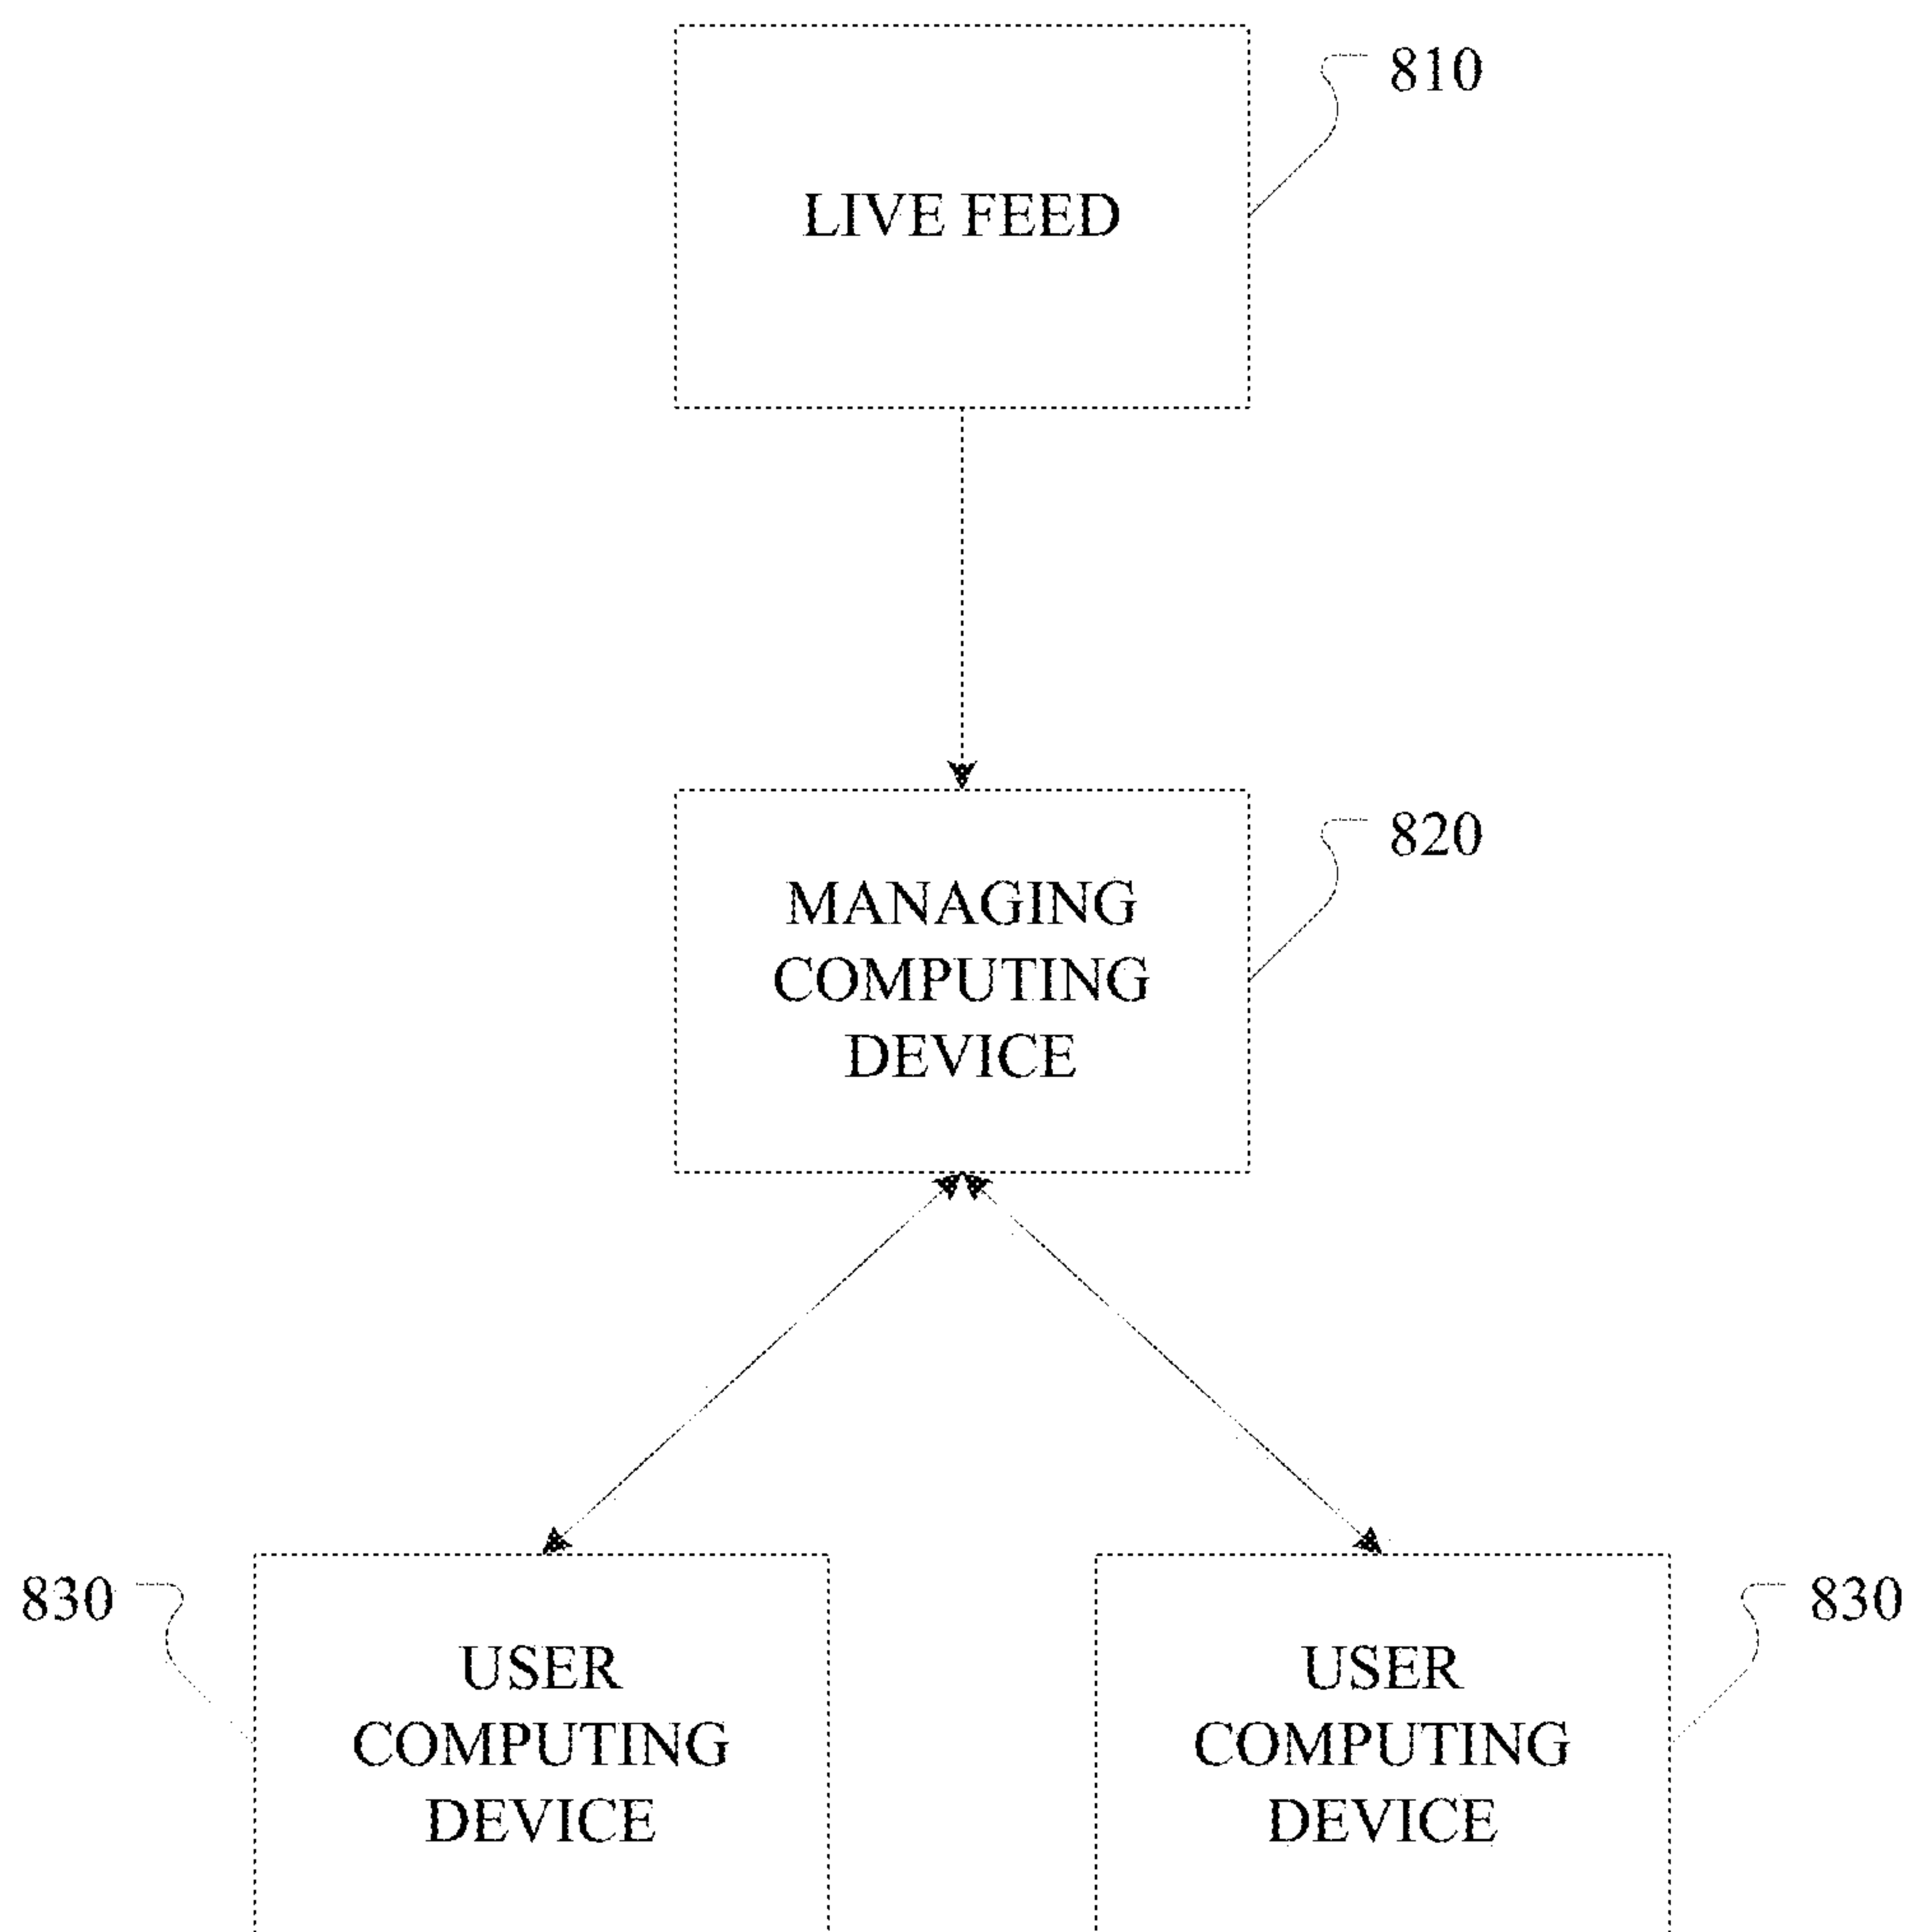 810
LIVE FEED
820
MANAGING
COMPUTING
DEVICE
830
USER
COMPUTING
DEVICE
830
USER
COMPUTING
DEVICE